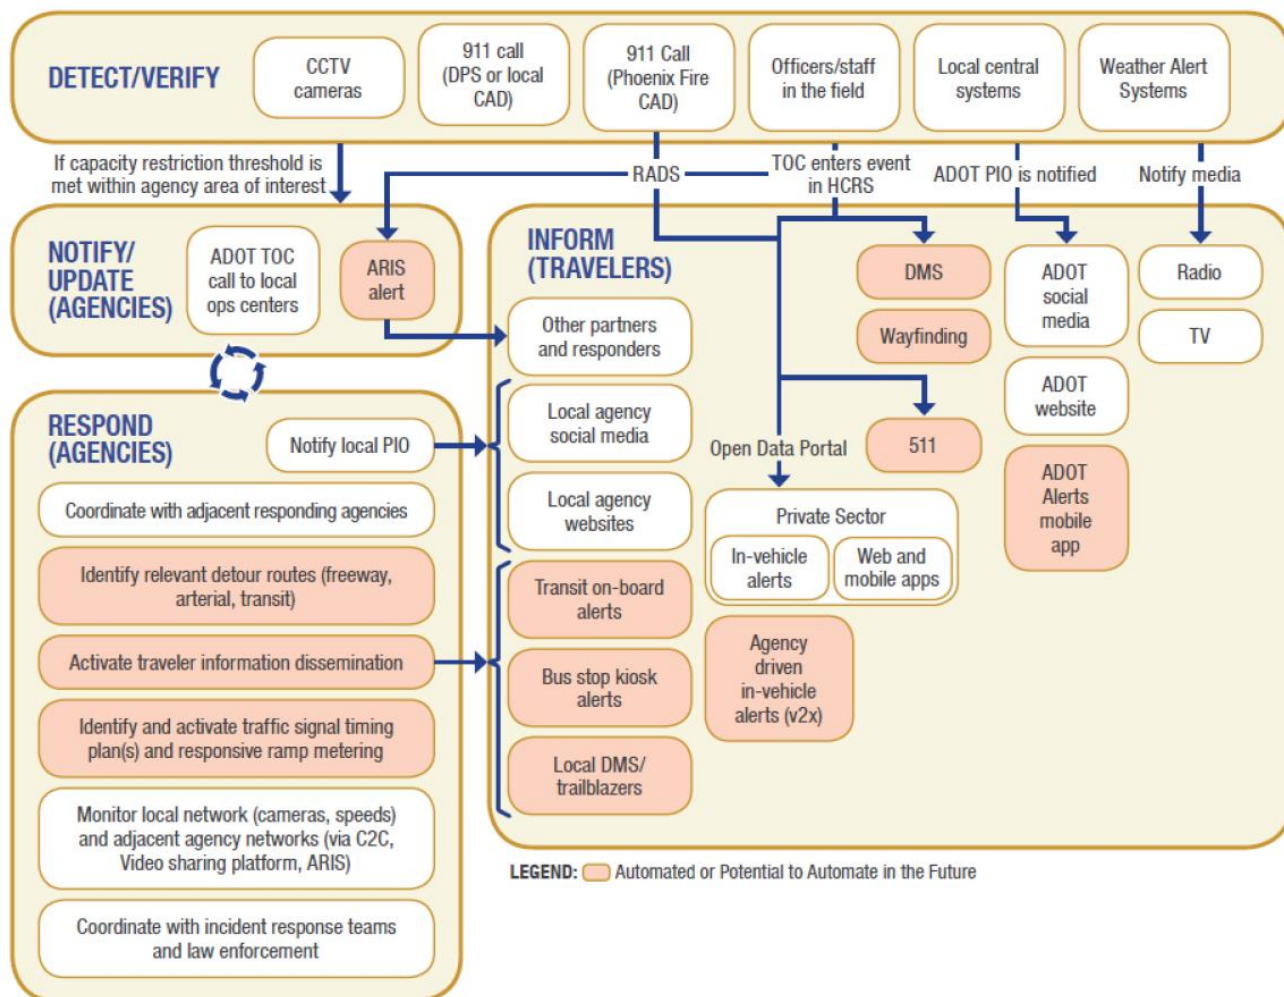 DETECT/VERIFY
CCTV
cameras
911 call
(DPS or local
CAD)
911 Call
(Phoenix Fire
CAD)
Officers/staff
in the field
Local central
systems
Weather Alert
Systems
If capacity restriction threshold is
met within agency area of interest
RADS
TOC enters event
in HCRS
ADOT PIO is notified
Notify media
NOTIFY/
UPDATE
(AGENCIES)
ADOT TOC
call to local
ops centers
ARIS
alert
INFORM
(TRAVELERS)
Other partners
and responders
Local agency
social media
Local agency
websites
Transit on-board
alerts
Bus stop kiosk
alerts
Local DMS/
trailblazers
DMS
Wayfinding
511
Open Data Portal
Private Sector
In-vehicle
alerts
Web and
mobile apps
Agency
driven
in-vehicle
alerts (v2x)
ADOT
social
media
ADOT
website
ADOT
Alerts
mobile
app
Radio
TV
RESPOND
(AGENCIES)
Notify local PIO
Coordinate with adjacent responding agencies
Identify relevant detour routes (freeway,
arterial, transit)
Activate traveler information dissemination
Identify and activate traffic signal timing
plan(s) and responsive ramp metering
Monitor local network (cameras, speeds)
and adjacent agency networks (via C2C,
Video sharing platform, ARIS)
Coordinate with incident response teams
and law enforcement
LEGEND: Automated or Potential to Automate in the Future